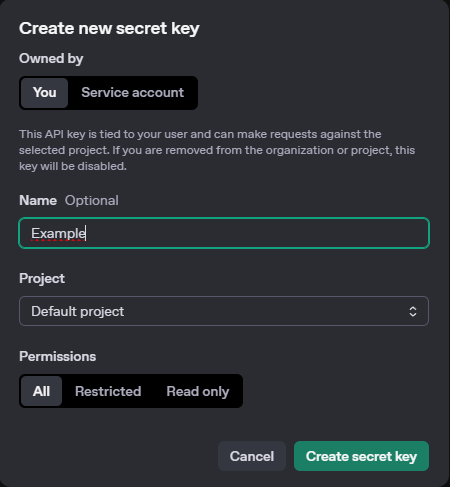 Create new secret key
Owned by
You Service account
This API key is tied to your user and can make requests against the
selected project. If you are removed from the organization or project, this
key will be disabled.
Name Optional
Example
Project
Default project
Permissions
All Restricted Read only
Cancel Create secret key